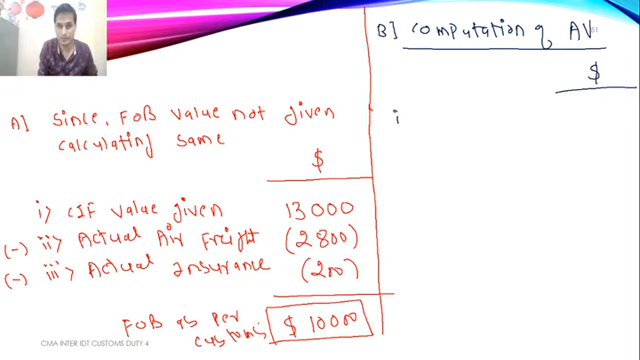 A] Since, FOB value not given
calculating same
$
i> CIF value given 13000
(-) ii> Actual Air Freight (2800)
(-) iii> Actual Insurance (200)
FOB as per
customs $ 10000
B] Computation of AV
$
i
CMA INTER IDT CUSTOMS DUTY 4